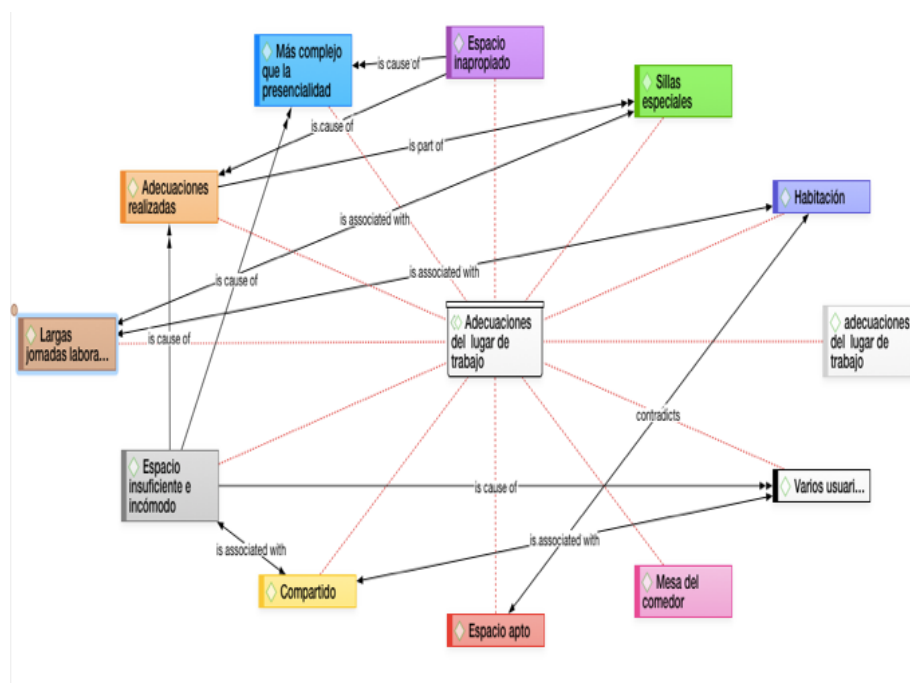 Más complejo
que la
presencialidad
is cause of
Espacio
inapropiado
Sillas
especiales
is cause of
is part of
Adecuaciones
realizadas
Habitación
is associated with
is associated with
is cause of
Largas
jornadas labora...
is cause of
Adecuaciones
del lugar de
trabajo
adecuaciones
del lugar de
trabajo
contradicts
Espacio
insuficiente e
incómodo
is cause of
Varios usuari...
is associated with
is associated with
Compartido
Mesa del
comedor
Espacio apto